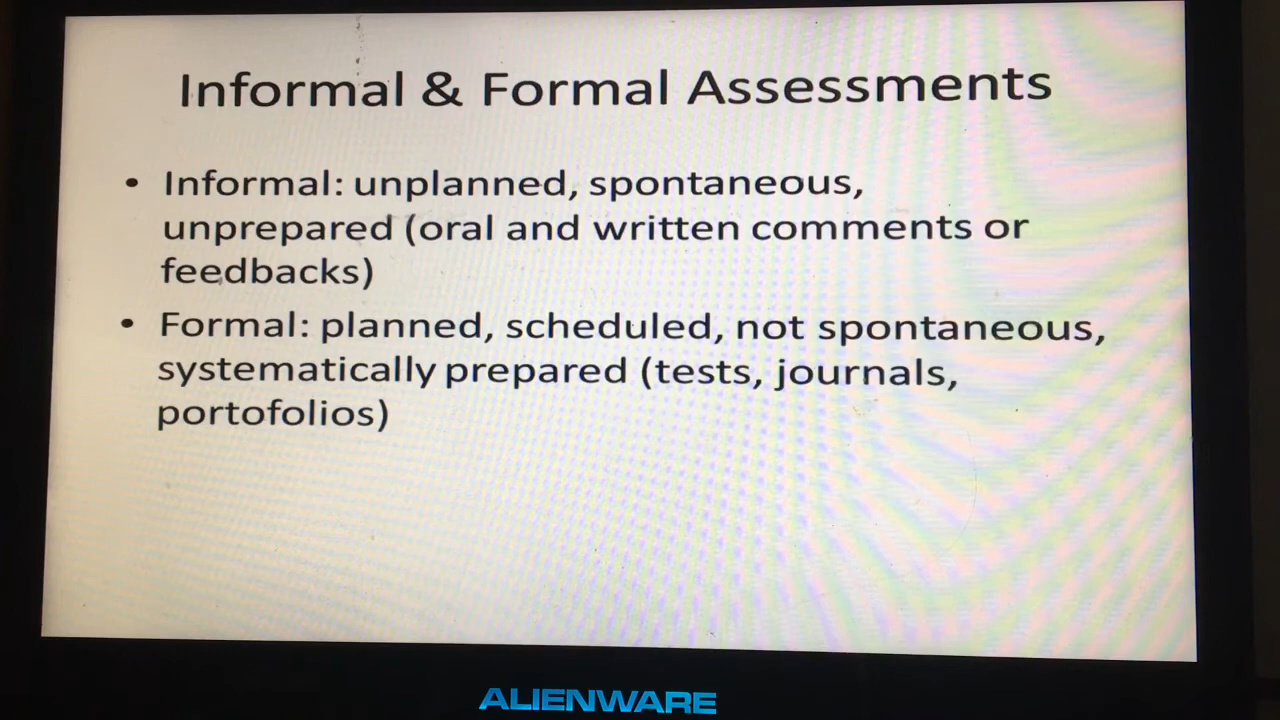 Informal & Formal Assessments
• Informal: unplanned, spontaneous,
unprepared (oral and written comments or
feedbacks)
• Formal: planned, scheduled, not spontaneous,
systematically prepared (tests, journals,
portofolios)
ALIENWARE